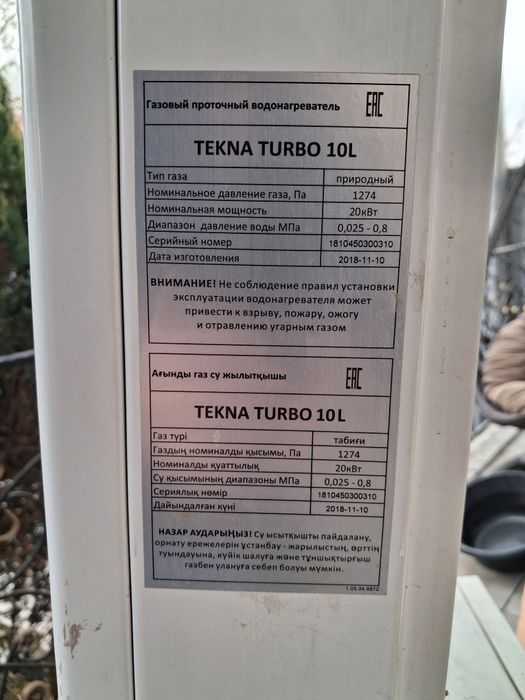 Газовый проточный водонагреватель EAC
TEKNA TURBO 10L
Тип газа природный
Номинальное давление газа, Па 1274
Номинальная мощность 20кВт
Диапазон давление воды МПа 0,025 - 0,8
Серийный номер 1810450300310
Дата изготовления 2018-11-10
ВНИМАНИЕ! Не соблюдение правил установки
эксплуатации водонагревателя может
привести к взрыву, пожару, ожогу
и отравлению угарным газом
Ағынды газ су жылытқышы EAC
TEKNA TURBO 10L
Газ түрі табиғи
Газдың номиналды қысымы, Па 1274
Номиналды қуаттылық 20кВт
Су қысымының диапазоны МПа 0,025 - 0,8
Сериялық нөмір 1810450300310
Дайындалған күні 2018-11-10
НАЗАР АУДАРЫҢЫЗ! Су ысытқышты пайдалану,
орнату ережелерін ұстанбау - жарылыстың, өрттің
туындауына, күйік шалуға және тұншықтырғыш
газбен улануға себеп болуы мүмкін.
1.05.04.6872